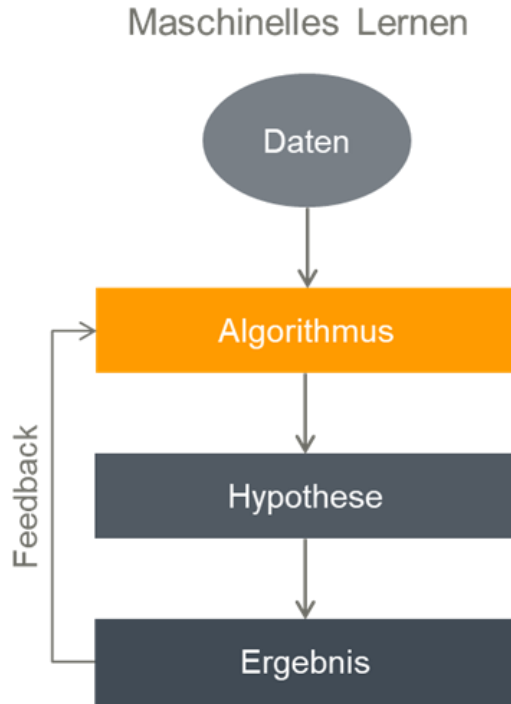 Maschinelles Lernen
Daten
Algorithmus
Feedback
Hypothese
Ergebnis